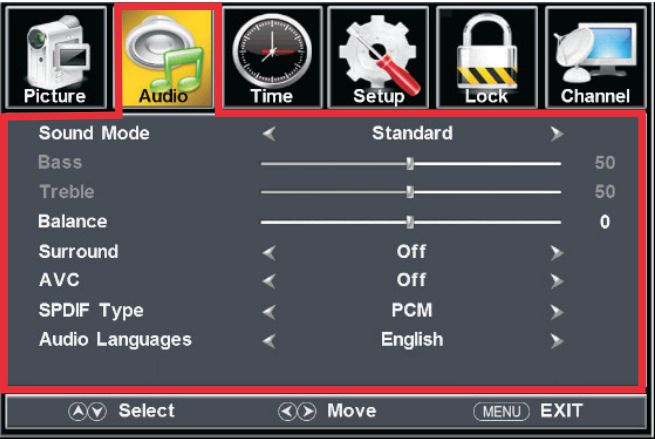 Picture Audio Time Setup Lock Channel
Sound Mode Standard
Bass 50
Treble 50
Balance 0
Surround Off
AVC Off
SPDIF Type PCM
Audio Languages English
Select Move MENU EXIT